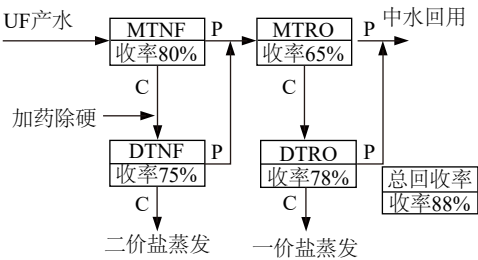 UF产水
MTNF
收率80%
P
MTRO
收率65%
P
中水回用
C
C
加药除硬
DTNF
收率75%
P
DTRO
收率78%
P
总回收率
收率88%
C
C
二价盐蒸发
一价盐蒸发